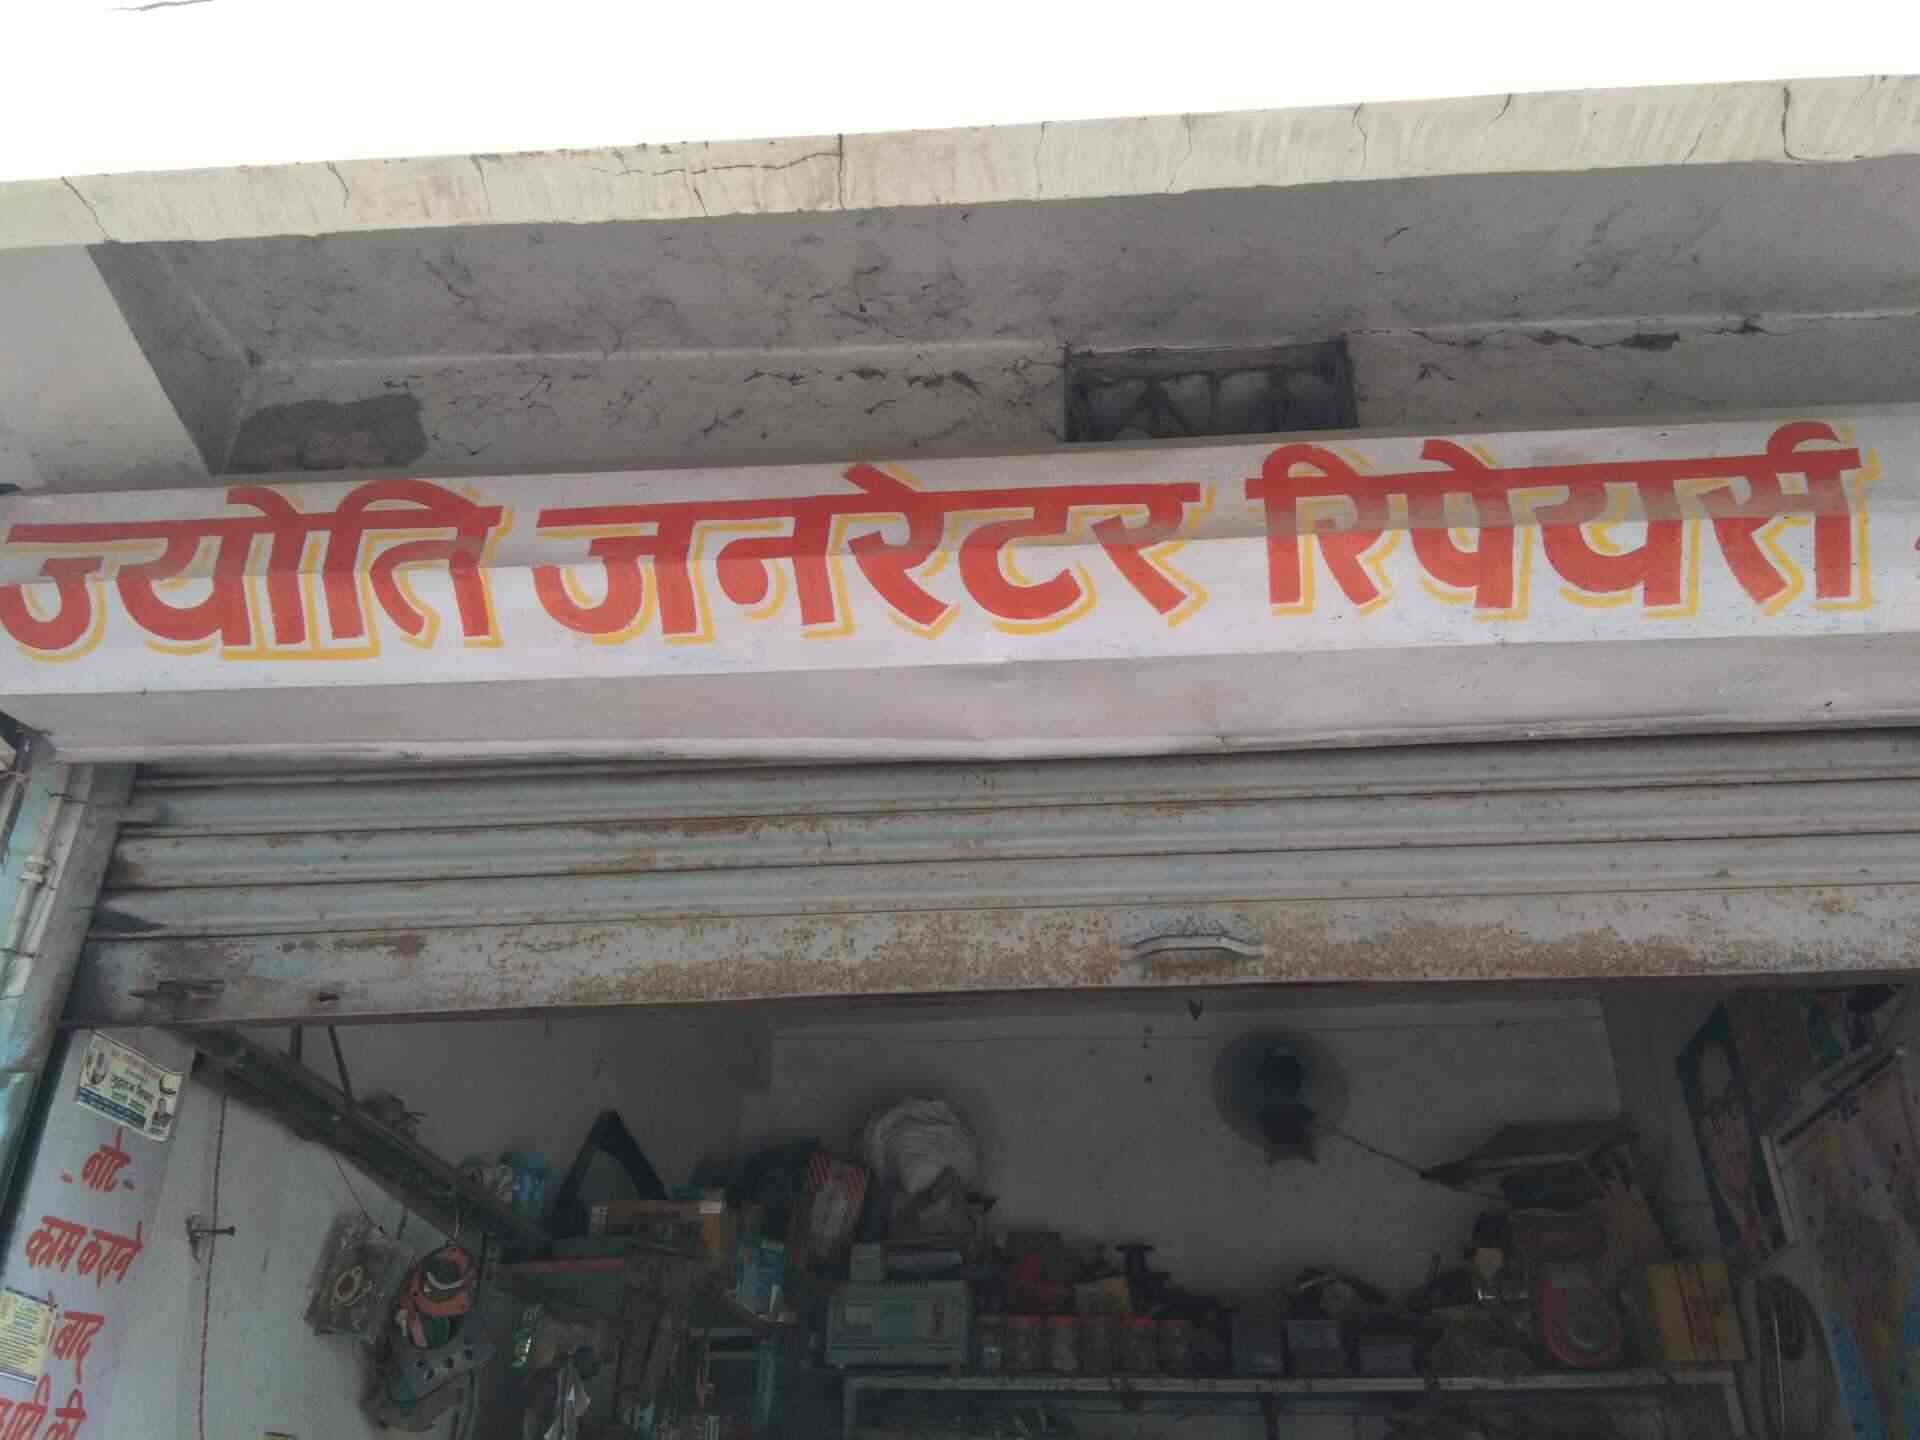 ज्योति जनरेटर रिपेयर्स
- नोट -
काम कराने
के बाद
की